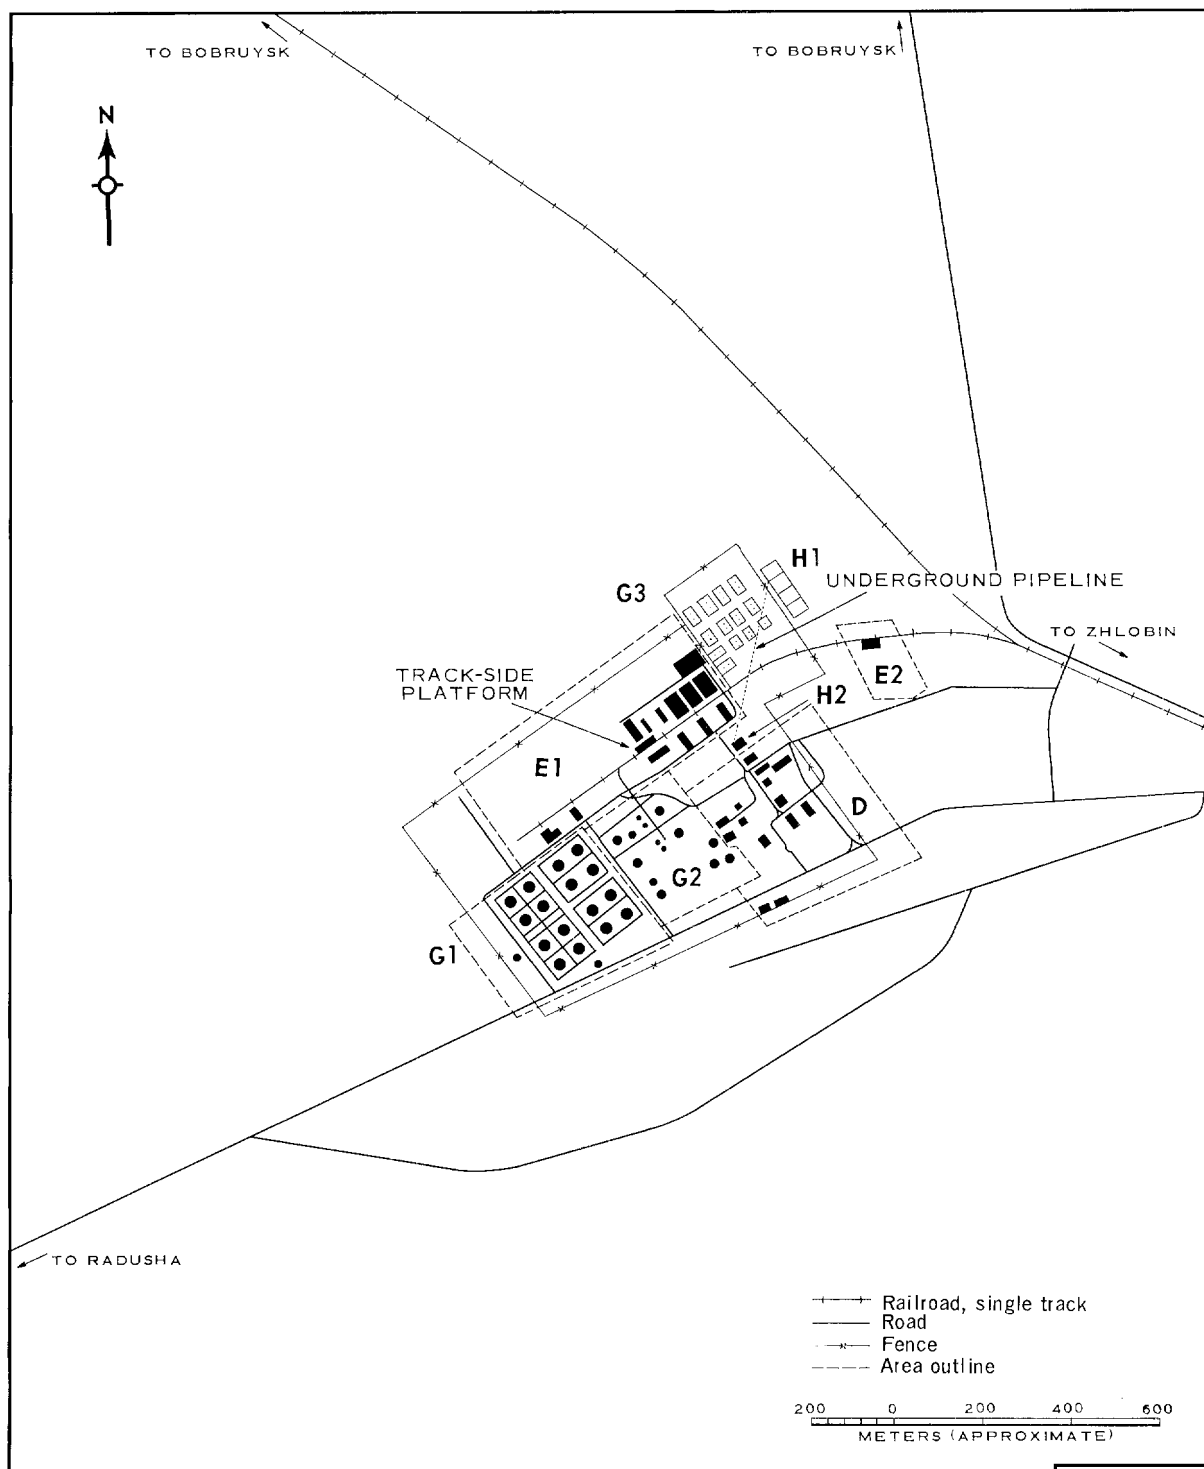 TO BOBRUYSK
TO BOBRUYSK
N
H1
G3
UNDERGROUND PIPELINE
TO ZHLOBIN
TRACK-SIDE
PLATFORM
E2
H2
E1
D
G2
G1
TO RADUSHA
Railroad, single track
Road
Fence
Area outline
200 0 200 400 600
METERS (APPROXIMATE)